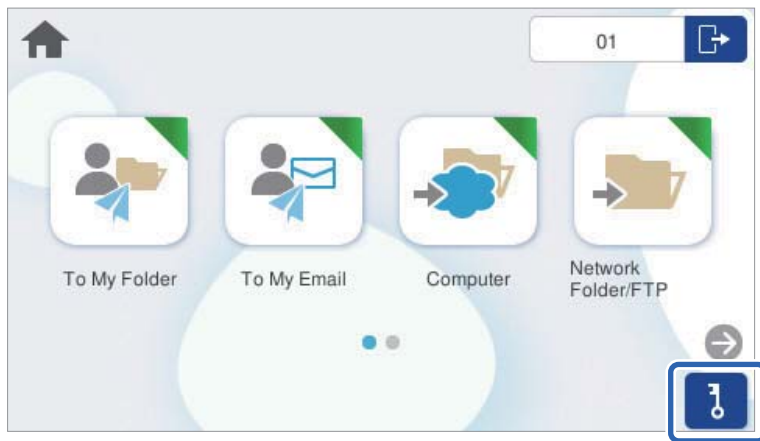 01
To My Folder
To My Email
Computer
Network
Folder/FTP